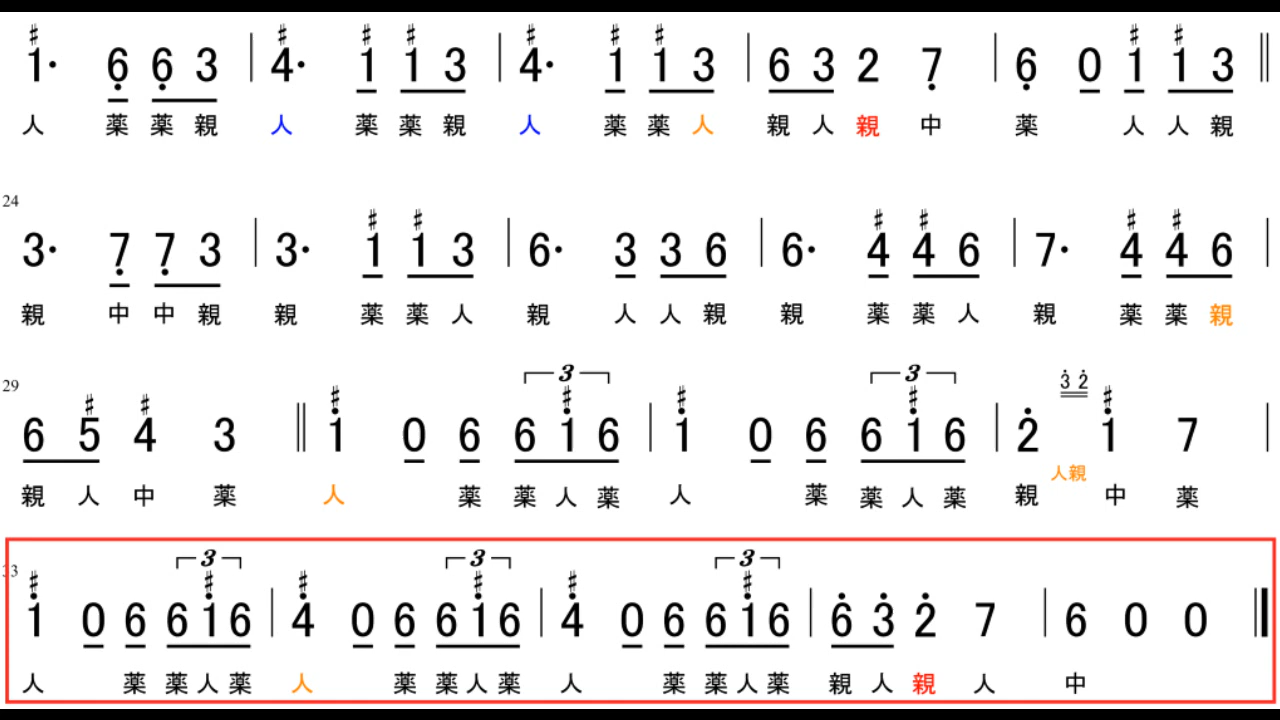 ♯1· 6 6 3 | ♯4· ♯1 ♯1 3 | ♯4· ♯1 ♯1 3 | 6 3 2 7 | 6 0 ♯1 ♯1 3 ‖
人 薬 薬 親 人 薬 薬 親 人 薬 薬 人 親 人 親 中 薬 人 人 親
24
3· 7 7 3 | 3· ♯1 ♯1 3 | 6· 3 3 6 | 6· ♯4 ♯4 6 | 7· ♯4 ♯4 6 |
親 中 中 親 親 薬 薬 人 親 人 人 親 親 薬 薬 人 親 薬 薬 親
29
3 3 3 2
6 ♯5 ♯4 3 ‖ ♯1 0 6 6 ♯1 6 | ♯1 0 6 6 ♯1 6 | 2 ♯1 7 |
人親
親 人 中 薬 人 薬 薬 人 薬 人 薬 薬 人 薬 親 中 薬
33
3 3 3
♯1 0 6 6 ♯1 6 | ♯4 0 6 6 ♯1 6 | ♯4 0 6 6 ♯1 6 | 6 3 2 7 | 6 0 0 ‖
人 薬 薬 人 薬 人 薬 薬 人 薬 人 薬 薬 人 薬 親 人 親 人 中